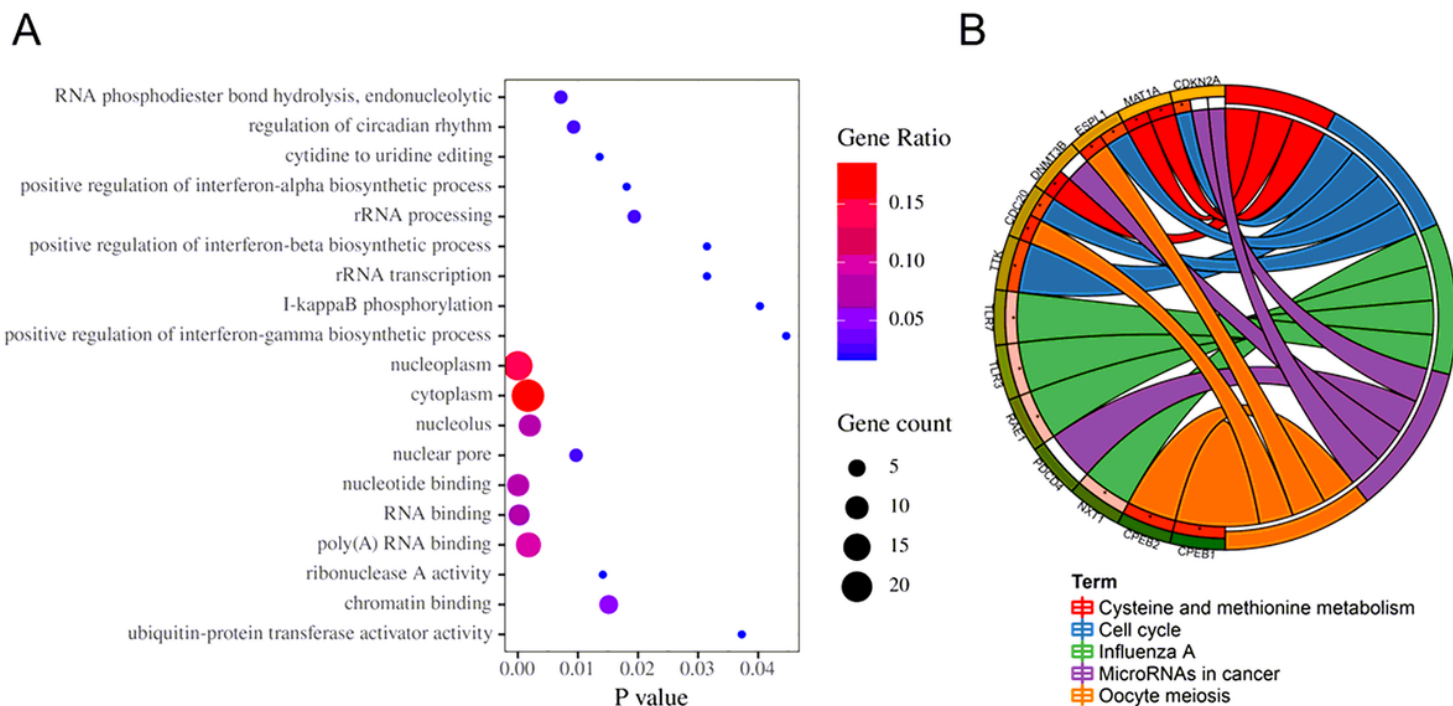 A
RNA phosphodiester bond hydrolysis, endonucleolytic
regulation of circadian rhythm
cytidine to uridine editing
positive regulation of interferon-alpha biosynthetic process
rRNA processing
positive regulation of interferon-beta biosynthetic process
rRNA transcription
I-kappaB phosphorylation
positive regulation of interferon-gamma biosynthetic process
nucleoplasm
cytoplasm
nucleolus
nuclear pore
nucleotide binding
RNA binding
poly(A) RNA binding
ribonuclease A activity
chromatin binding
ubiquitin-protein transferase activator activity
0.00 0.01 0.02 0.03 0.04
P value
Gene Ratio
0.15
0.10
0.05
Gene count
5
10
15
20
B
CDKN2A
MAT1A
ESPL1
DNMT3B
CDC20
TTK
TLR7
TLR3
RAE1
PDCD4
NXT1
CPEB2
CPEB1
Term
Cysteine and methionine metabolism
Cell cycle
Influenza A
MicroRNAs in cancer
Oocyte meiosis